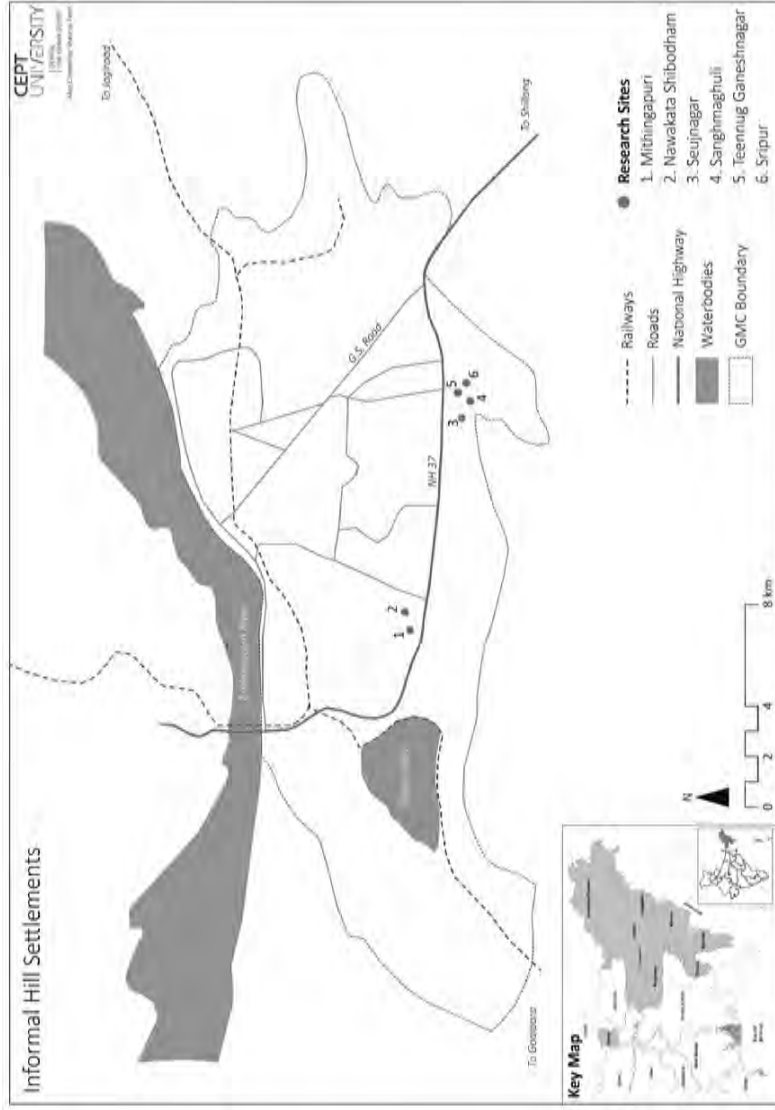 Informal Hill Settlements
CEPT
UNIVERSITY
To Jagiroad
G.S. Road
To Shillong
NH 37
1
2
3
4
5
6
To
Key Map
N
0
2
4
8 km
Railways
Roads
National Highway
Waterbodies
GMC Boundary
Research Sites
1. Mithingapuri
2. Nawakata Shibodham
3. Seujnagar
4. Sanghmaghuli
5. Teennug Ganeshnagar
6. Sripur